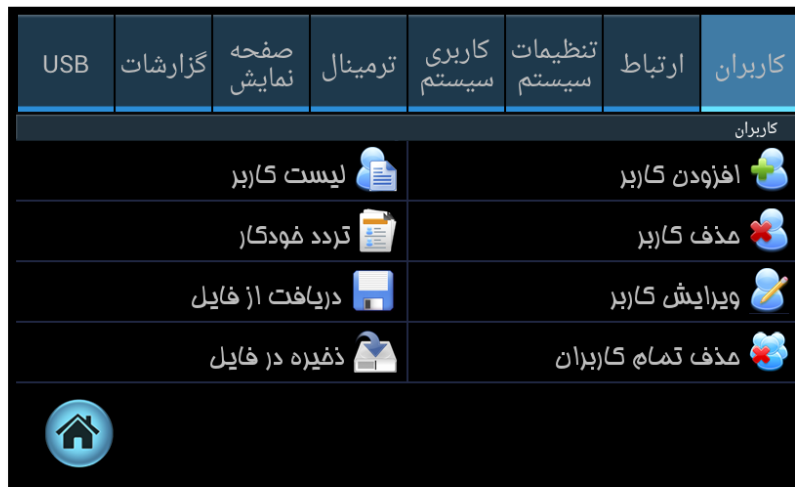 کاربران
ارتباط
تنظیمات
سیستم
کاربری
سیستم
ترمینال
صفحه
نمایش
گزارشات
USB
کاربران
افزودن کاربر
لیست کاربر
حذف کاربر
تردد خودکار
ویرایش کاربر
دریافت از فایل
حذف تمام کاربران
ذخیره در فایل